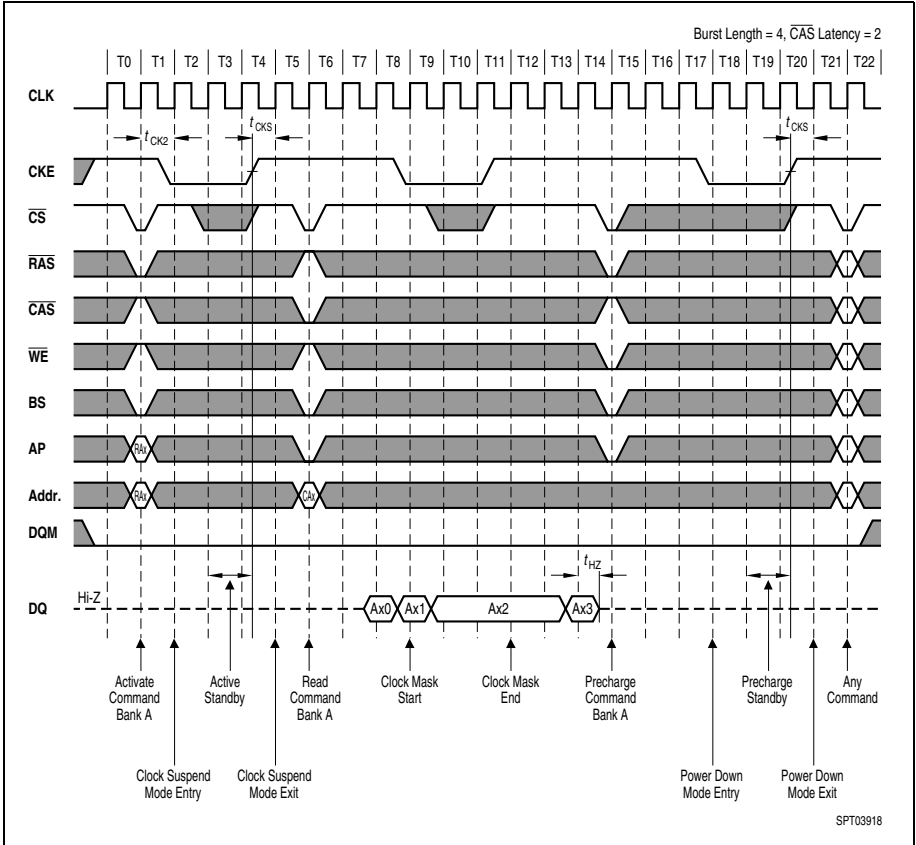 Burst Length = 4, CAS Latency = 2
T0 T1 T2 T3 T4 T5 T6 T7 T8 T9 T10 T11 T12 T13 T14 T15 T16 T17 T18 T19 T20 T21 T22
CLK
tCK2 tCKS tCKS
CKE
CS
RAS
CAS
WE
BS
AP RAx
Addr. RAx CAx
DQM
tHZ
DQ Hi-Z Ax0 Ax1 Ax2 Ax3
Activate Command Bank A
Active Standby
Read Command Bank A
Clock Mask Start
Clock Mask End
Precharge Command Bank A
Precharge Standby
Any Command
Clock Suspend Mode Entry
Clock Suspend Mode Exit
Power Down Mode Entry
Power Down Mode Exit
SPT03918